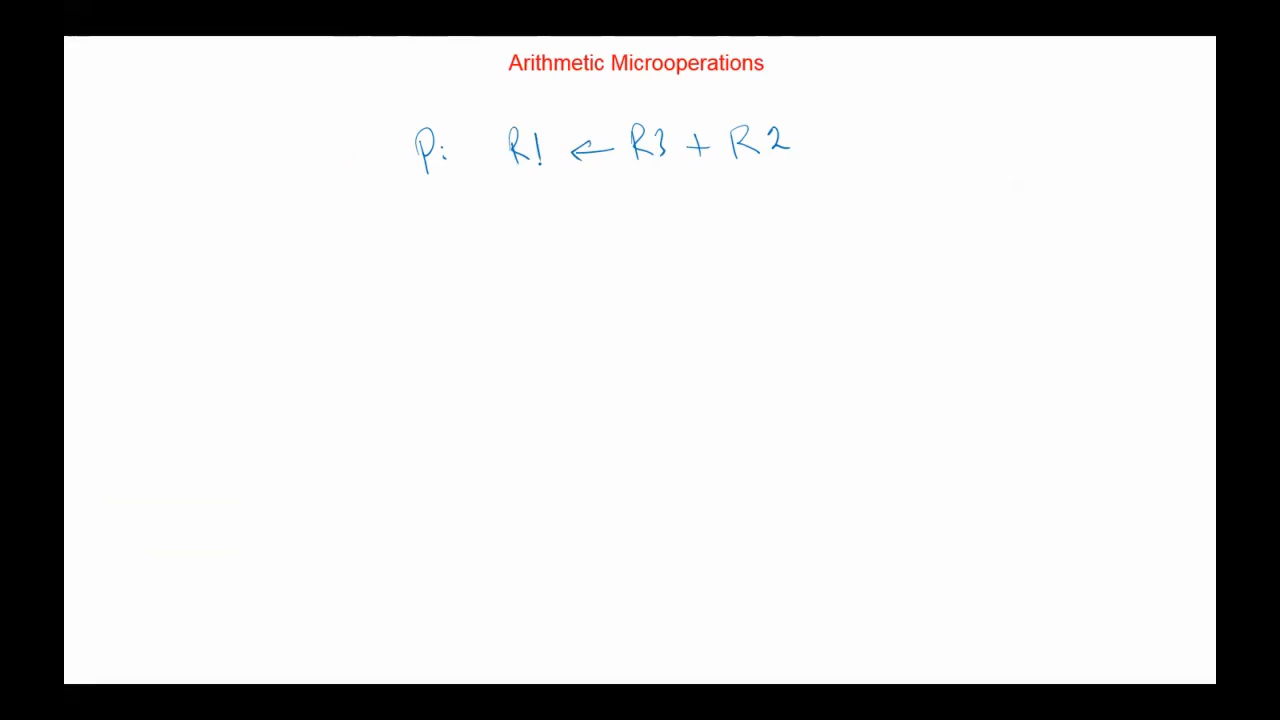 Arithmetic Microoperations
P: R1 ← R3 + R2